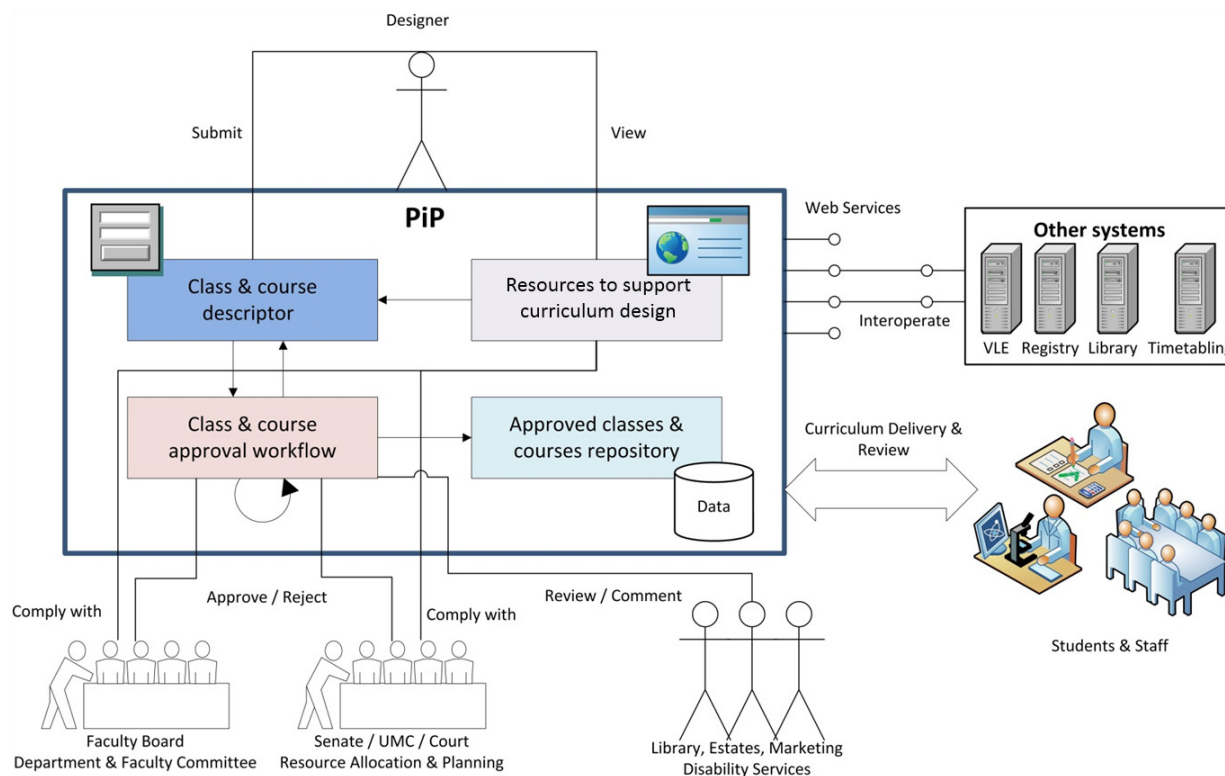 Designer
Submit
View
PiP
Web Services
Other systems
Class & course
descriptor
Resources to support
curriculum design
Interoperate
VLE
Registry
Library
Timetabling
Class & course
approval workflow
Approved classes &
courses repository
Curriculum Delivery &
Review
Data
Comply with
Approve / Reject
Comply with
Review / Comment
Students & Staff
Faculty Board
Department & Faculty Committee
Senate / UMC / Court
Resource Allocation & Planning
Library, Estates, Marketing
Disability Services